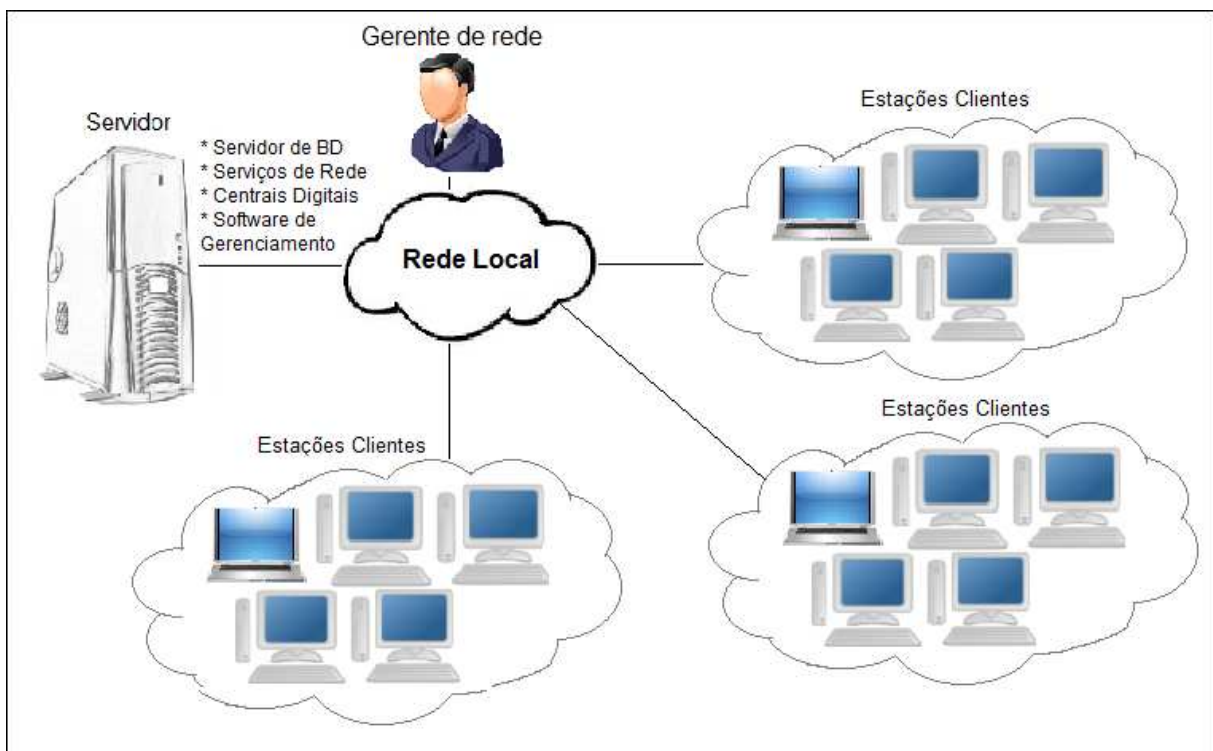 Gerente de rede
Servidor
* Servidor de BD
* Serviços de Rede
* Centrais Digitais
* Software de
Gerenciamento
Rede Local
Estações Clientes
Estações Clientes
Estações Clientes